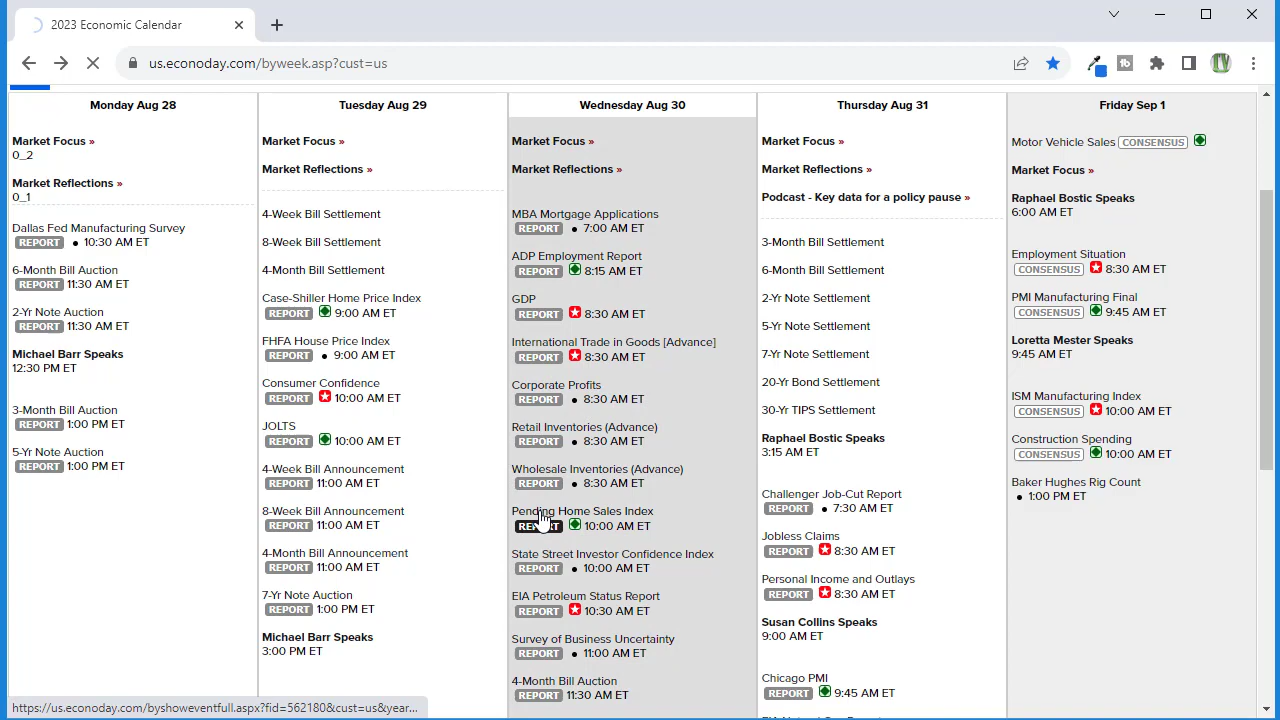 2023 Economic Calendar
us.econoday.com/byweek.asp?cust=us
Monday Aug 28
Market Focus »
0_2
Market Reflections »
0_1
Dallas Fed Manufacturing Survey
REPORT • 10:30 AM ET
6-Month Bill Auction
REPORT 11:30 AM ET
2-Yr Note Auction
REPORT 11:30 AM ET
Michael Barr Speaks
12:30 PM ET
3-Month Bill Auction
REPORT 1:00 PM ET
5-Yr Note Auction
REPORT 1:00 PM ET
Tuesday Aug 29
Market Focus »
Market Reflections »
4-Week Bill Settlement
8-Week Bill Settlement
4-Month Bill Settlement
Case-Shiller Home Price Index
REPORT 9:00 AM ET
FHFA House Price Index
REPORT • 9:00 AM ET
Consumer Confidence
REPORT 10:00 AM ET
JOLTS
REPORT 10:00 AM ET
4-Week Bill Announcement
REPORT 11:00 AM ET
8-Week Bill Announcement
REPORT 11:00 AM ET
4-Month Bill Announcement
REPORT 11:00 AM ET
7-Yr Note Auction
REPORT 1:00 PM ET
Michael Barr Speaks
3:00 PM ET
Wednesday Aug 30
Market Focus »
Market Reflections »
MBA Mortgage Applications
REPORT • 7:00 AM ET
ADP Employment Report
REPORT 8:15 AM ET
GDP
REPORT 8:30 AM ET
International Trade in Goods [Advance]
REPORT 8:30 AM ET
Corporate Profits
REPORT • 8:30 AM ET
Retail Inventories (Advance)
REPORT • 8:30 AM ET
Wholesale Inventories (Advance)
REPORT • 8:30 AM ET
Pending Home Sales Index
REPORT 10:00 AM ET
State Street Investor Confidence Index
REPORT • 10:00 AM ET
EIA Petroleum Status Report
REPORT 10:30 AM ET
Survey of Business Uncertainty
REPORT • 11:00 AM ET
4-Month Bill Auction
REPORT 11:30 AM ET
Thursday Aug 31
Market Focus »
Market Reflections »
Podcast - Key data for a policy pause »
3-Month Bill Settlement
6-Month Bill Settlement
2-Yr Note Settlement
5-Yr Note Settlement
7-Yr Note Settlement
20-Yr Bond Settlement
30-Yr TIPS Settlement
Raphael Bostic Speaks
3:15 AM ET
Challenger Job-Cut Report
REPORT • 7:30 AM ET
Jobless Claims
REPORT 8:30 AM ET
Personal Income and Outlays
REPORT 8:30 AM ET
Susan Collins Speaks
9:00 AM ET
Chicago PMI
REPORT 9:45 AM ET
Friday Sep 1
Motor Vehicle Sales CONSENSUS
Market Focus »
Raphael Bostic Speaks
6:00 AM ET
Employment Situation
CONSENSUS 8:30 AM ET
PMI Manufacturing Final
CONSENSUS 9:45 AM ET
Loretta Mester Speaks
9:45 AM ET
ISM Manufacturing Index
CONSENSUS 10:00 AM ET
Construction Spending
CONSENSUS 10:00 AM ET
Baker Hughes Rig Count
• 1:00 PM ET
https://us.econoday.com/byshoweventfull.aspx?fid=562180&cust=us&year...